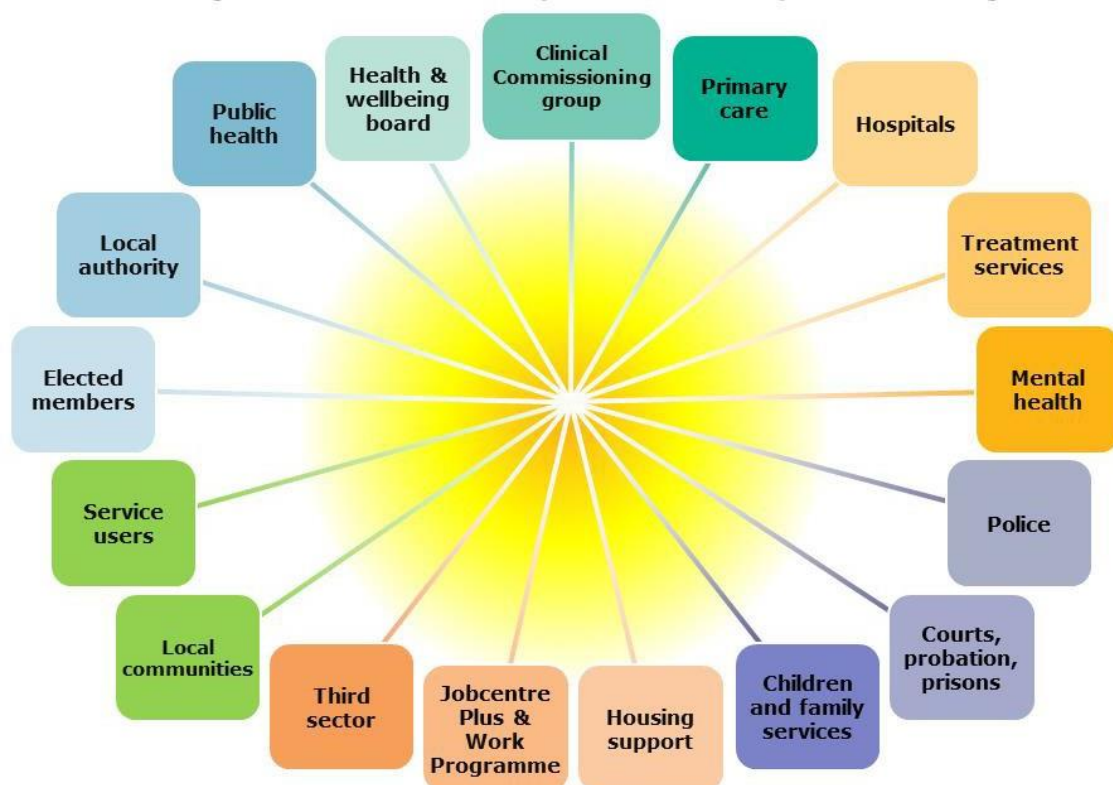 Clinical
Commissioning
group
Primary
care
Hospitals
Treatment
services
Mental
health
Police
Courts,
probation,
prisons
Children
and family
services
Housing
support
Jobcentre
Plus &
Work
Programme
Third
sector
Local
communities
Service
users
Elected
members
Local
authority
Public
health
Health &
wellbeing
board